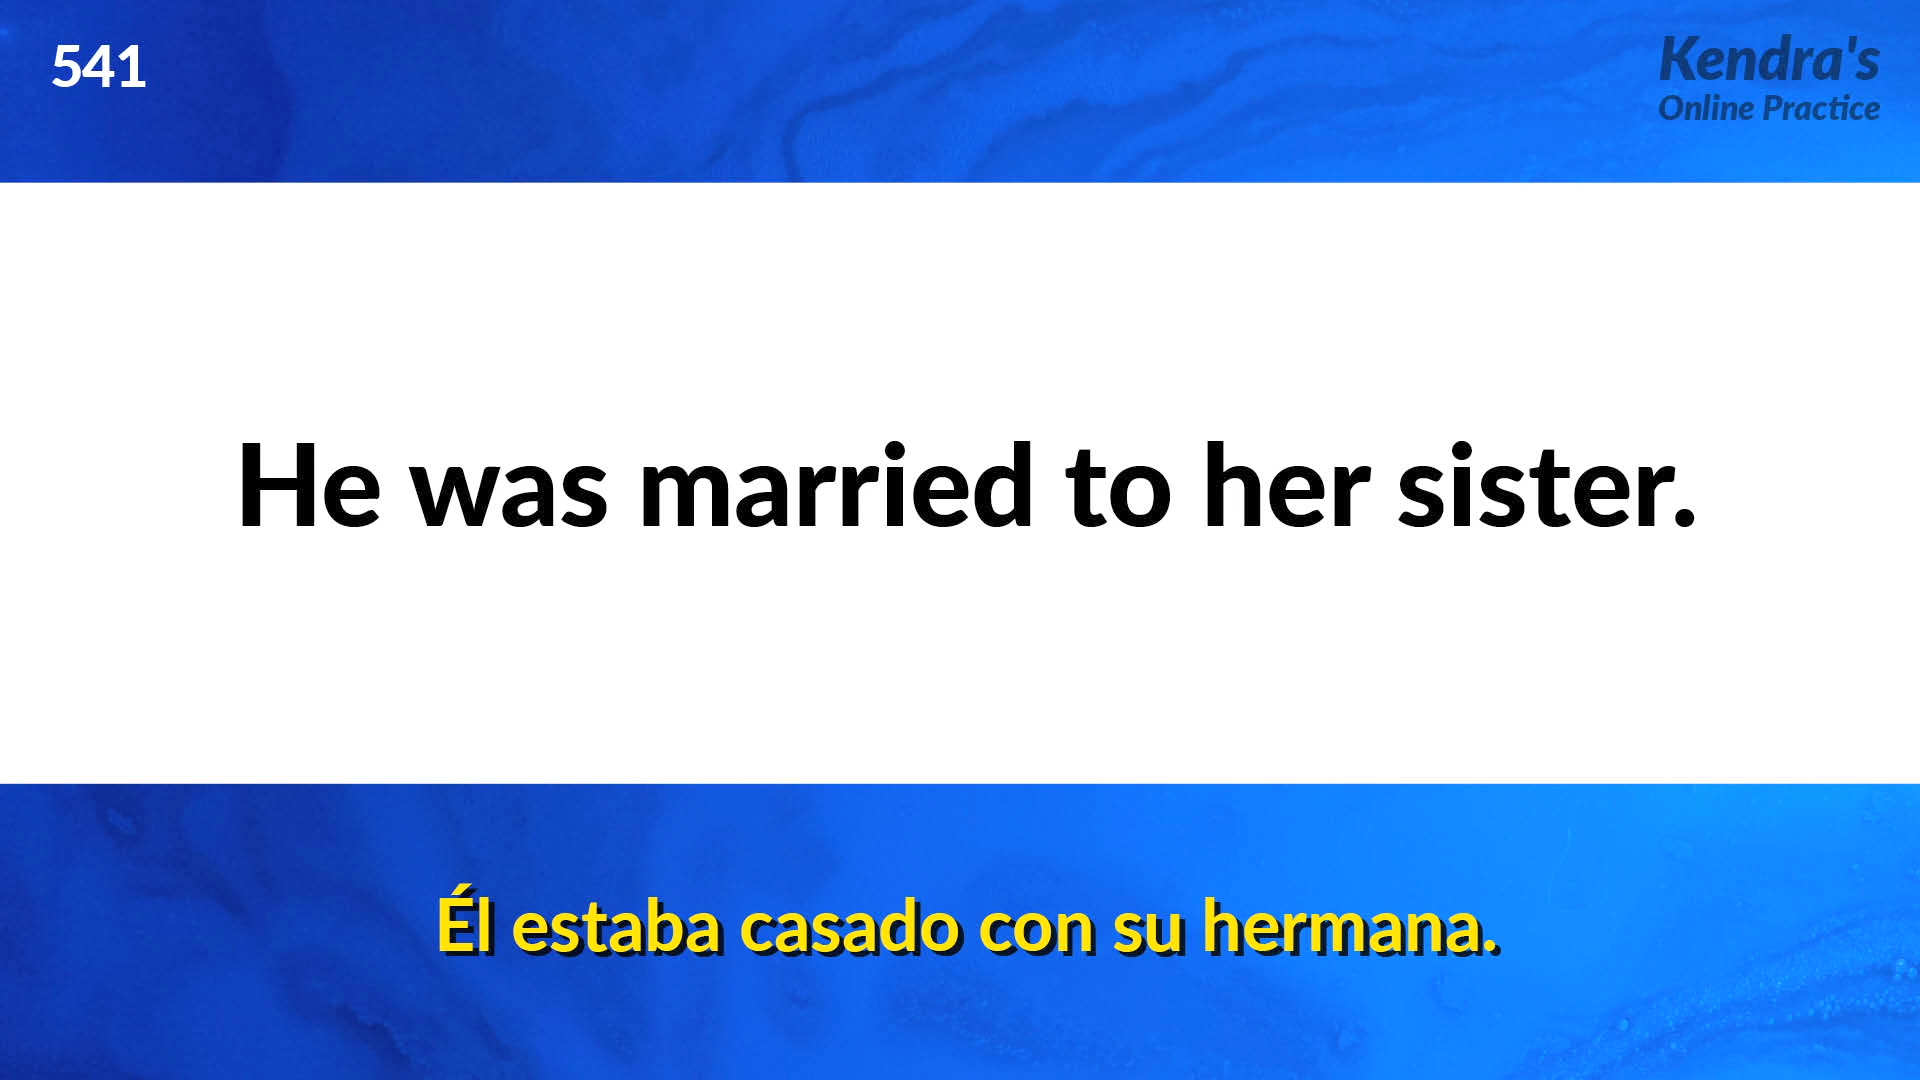 541
Kendra's
Online Practice
He was married to her sister.
Él estaba casado con su hermana.